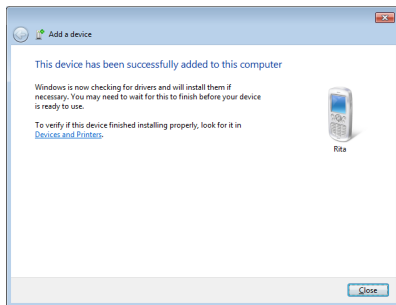 Add a device
This device has been successfully added to this computer
Windows is now checking for drivers and will install them if
necessary. You may need to wait for this to finish before your device
is ready to use.
To verify if this device finished installing properly, look for it in
Devices and Printers.
Rita
Close